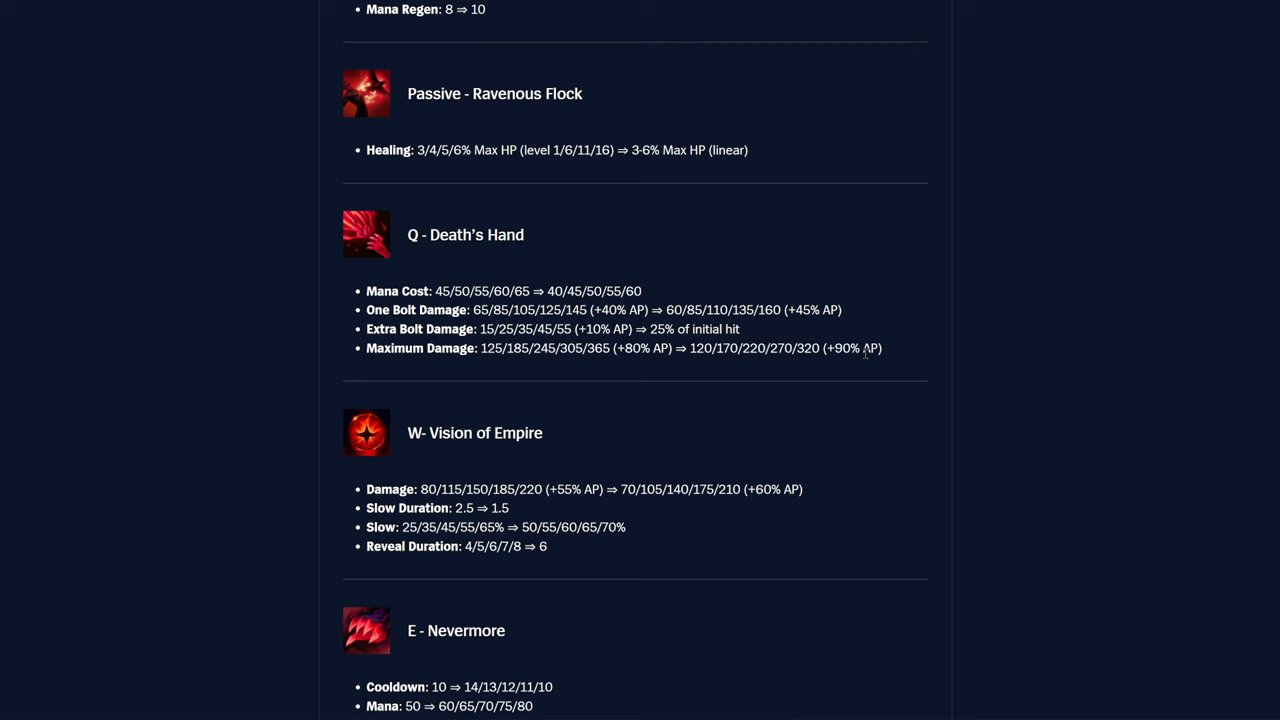 • Mana Regen: 8 ⇒ 10
Passive - Ravenous Flock
• Healing: 3/4/5/6% Max HP (level 1/6/11/16) ⇒ 3-6% Max HP (linear)
Q - Death’s Hand
• Mana Cost: 45/50/55/60/65 ⇒ 40/45/50/55/60
• One Bolt Damage: 65/85/105/125/145 (+40% AP) ⇒ 60/85/110/135/160 (+45% AP)
• Extra Bolt Damage: 15/25/35/45/55 (+10% AP) ⇒ 25% of initial hit
• Maximum Damage: 125/185/245/305/365 (+80% AP) ⇒ 120/170/220/270/320 (+90% AP)
W- Vision of Empire
• Damage: 80/115/150/185/220 (+55% AP) ⇒ 70/105/140/175/210 (+60% AP)
• Slow Duration: 2.5 ⇒ 1.5
• Slow: 25/35/45/55/65% ⇒ 50/55/60/65/70%
• Reveal Duration: 4/5/6/7/8 ⇒ 6
E - Nevermore
• Cooldown: 10 ⇒ 14/13/12/11/10
• Mana: 50 ⇒ 60/65/70/75/80